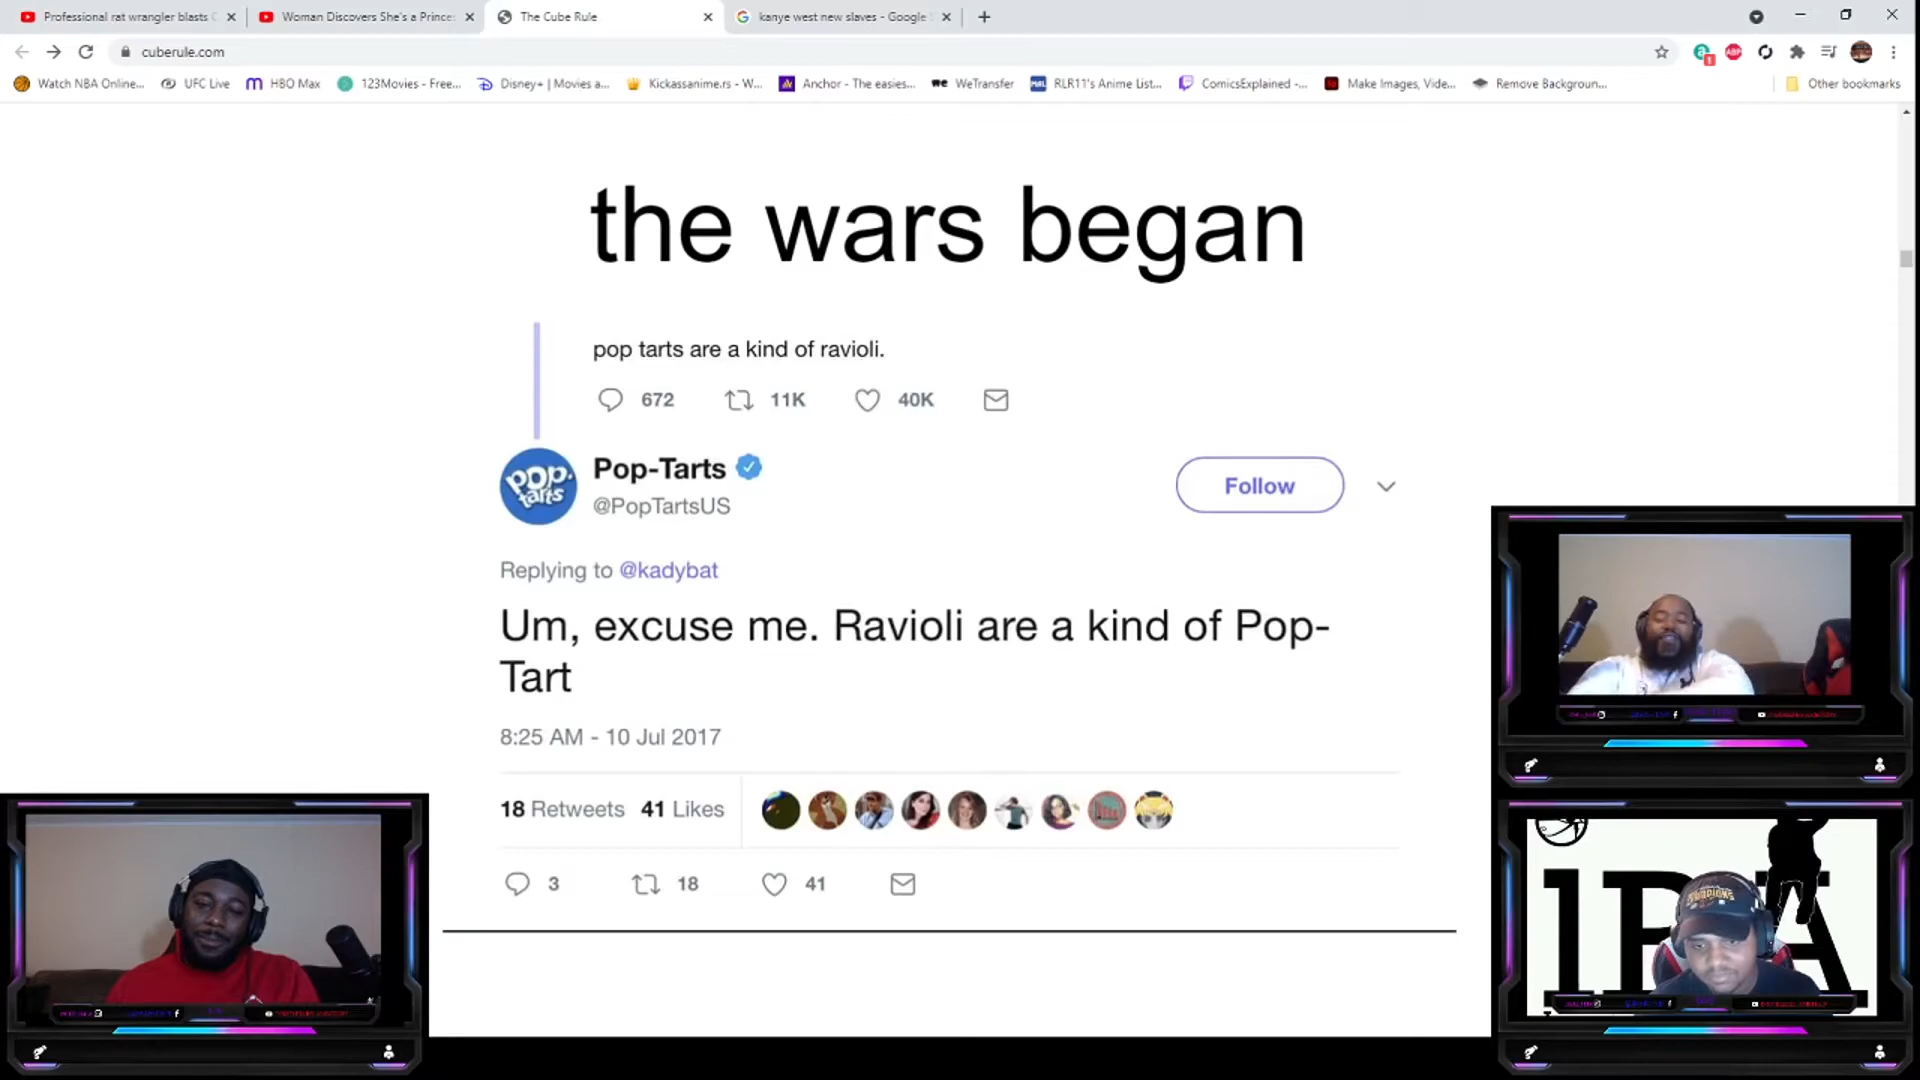 Professional rat wrangler blasts C
Woman Discovers She's a Prince
The Cube Rule
kanye west new slaves - Google S
cuberule.com
Watch NBA Online...
UFC Live
HBO Max
123Movies - Free...
Disney+ | Movies a...
Kickassanime.rs - W...
Anchor - The easies...
WeTransfer
RLR11's Anime List...
ComicsExplained -...
Make Images, Vide...
Remove Backgroun...
Other bookmarks
the wars began
pop tarts are a kind of ravioli.
672 11K 40K
Pop-Tarts
@PopTartsUS
Follow
Replying to @kadybat
Um, excuse me. Ravioli are a kind of Pop-
Tart
8:25 AM - 10 Jul 2017
18 Retweets 41 Likes
3 18 41